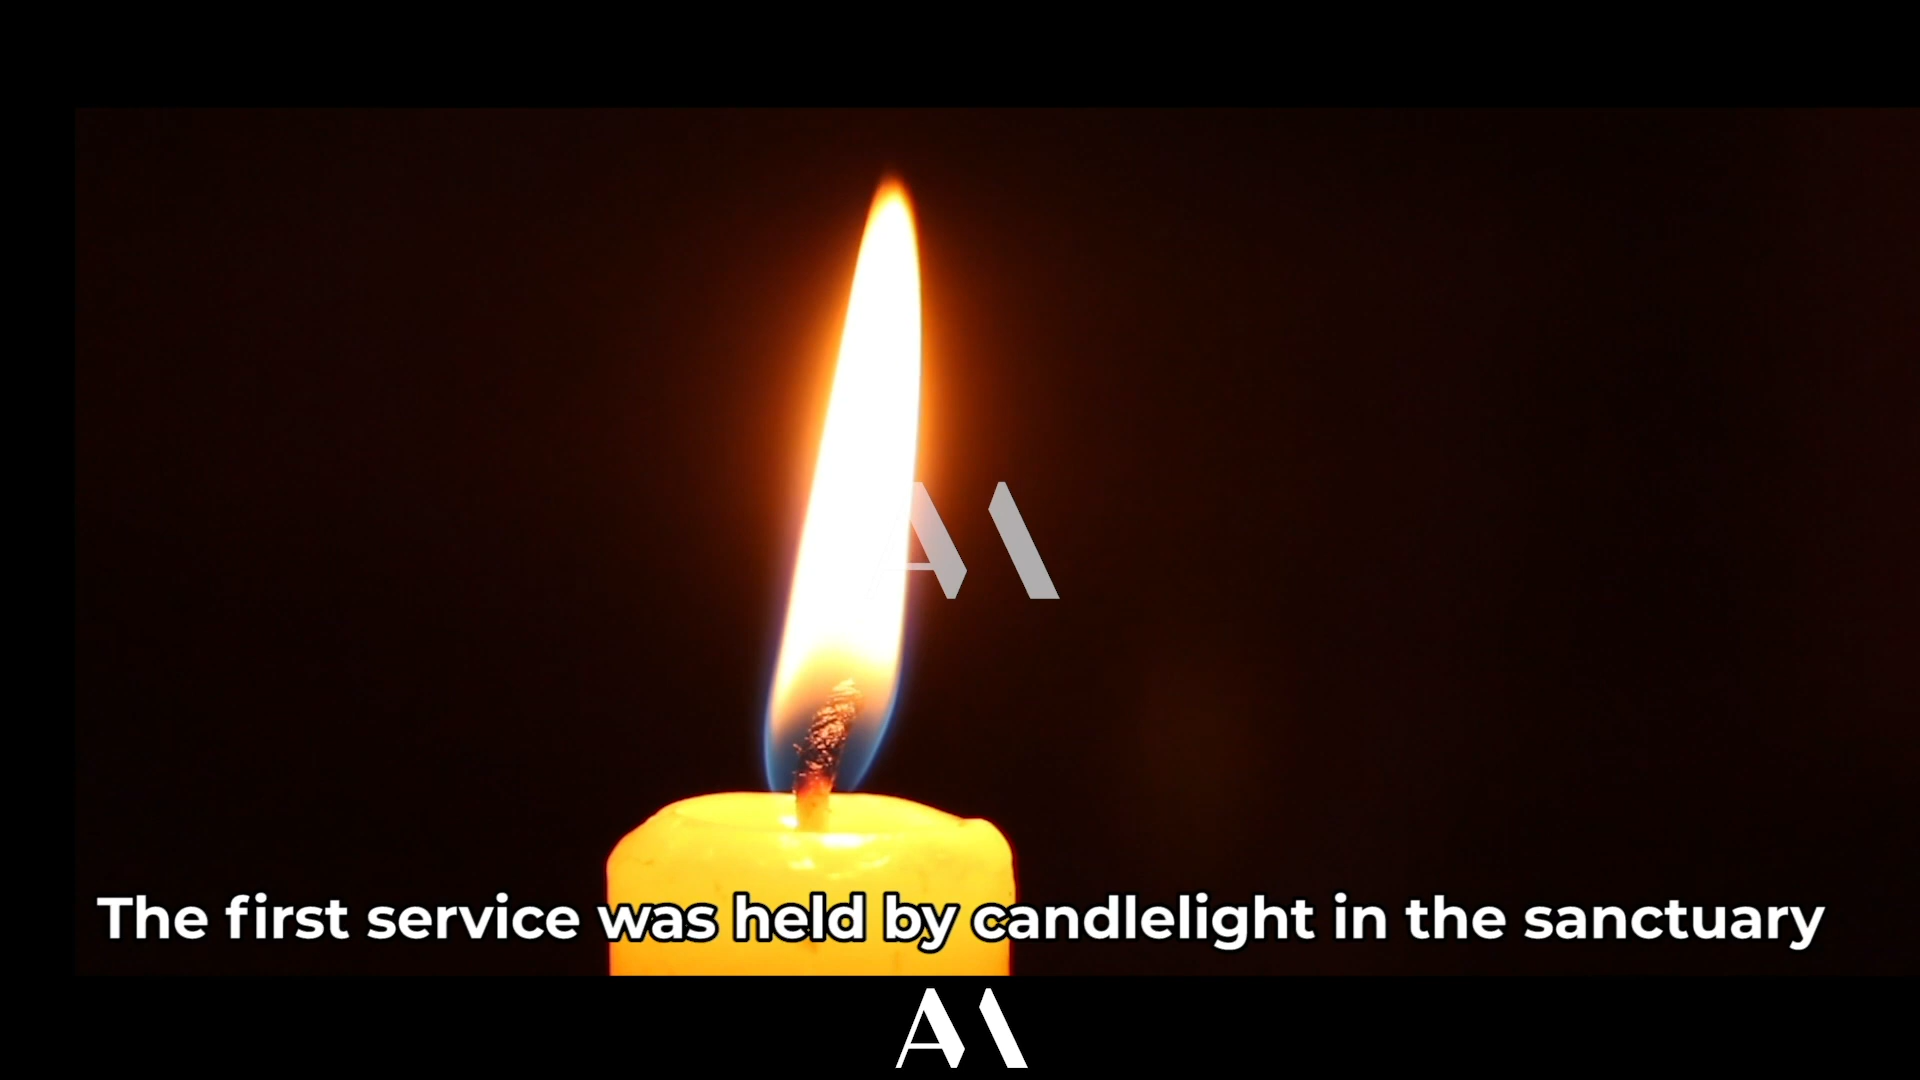 The first service was held by candlelight in the sanctuary